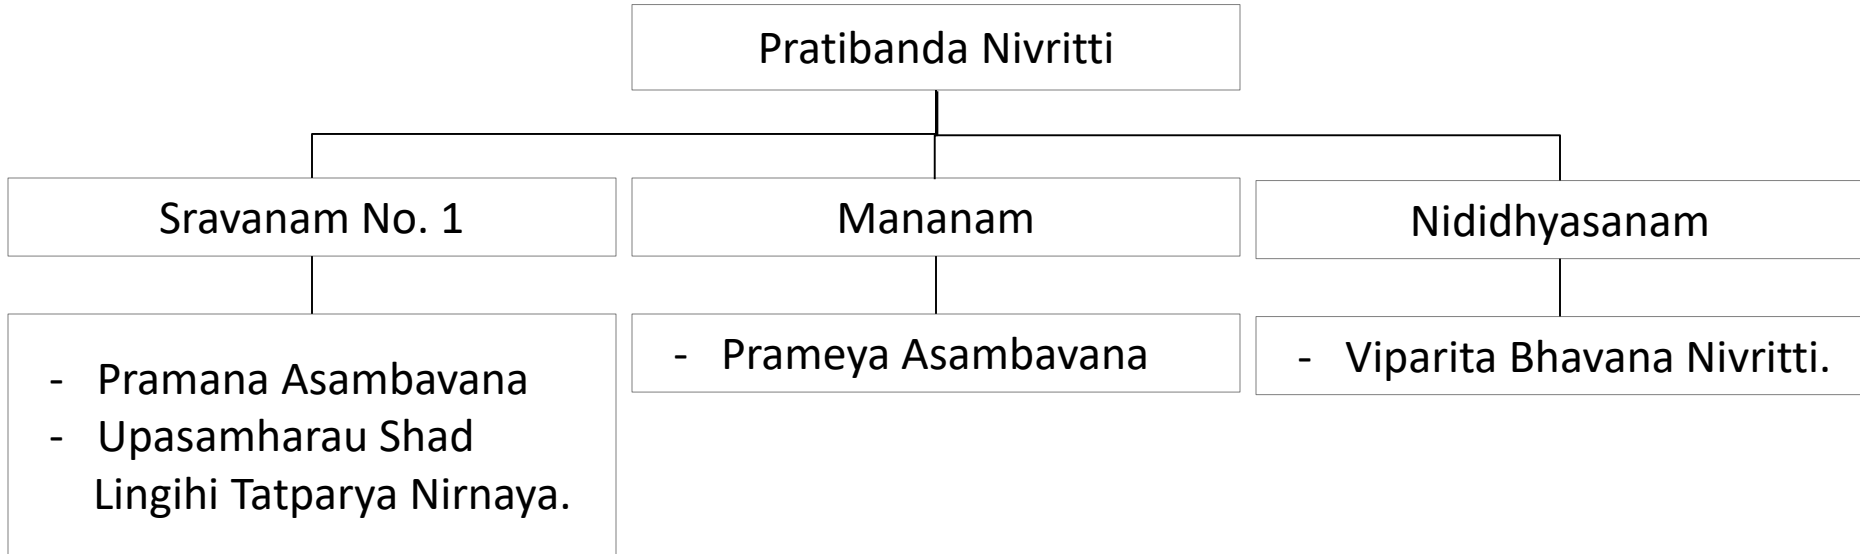 Pratibanda Nivritti
Sravanam No. 1
Mananam
Nididhyasanam
- Pramana Asambavana
- Upasamharau Shad
Lingihi Tatparya Nirnaya.
- Prameya Asambavana
- Viparita Bhavana Nivritti.